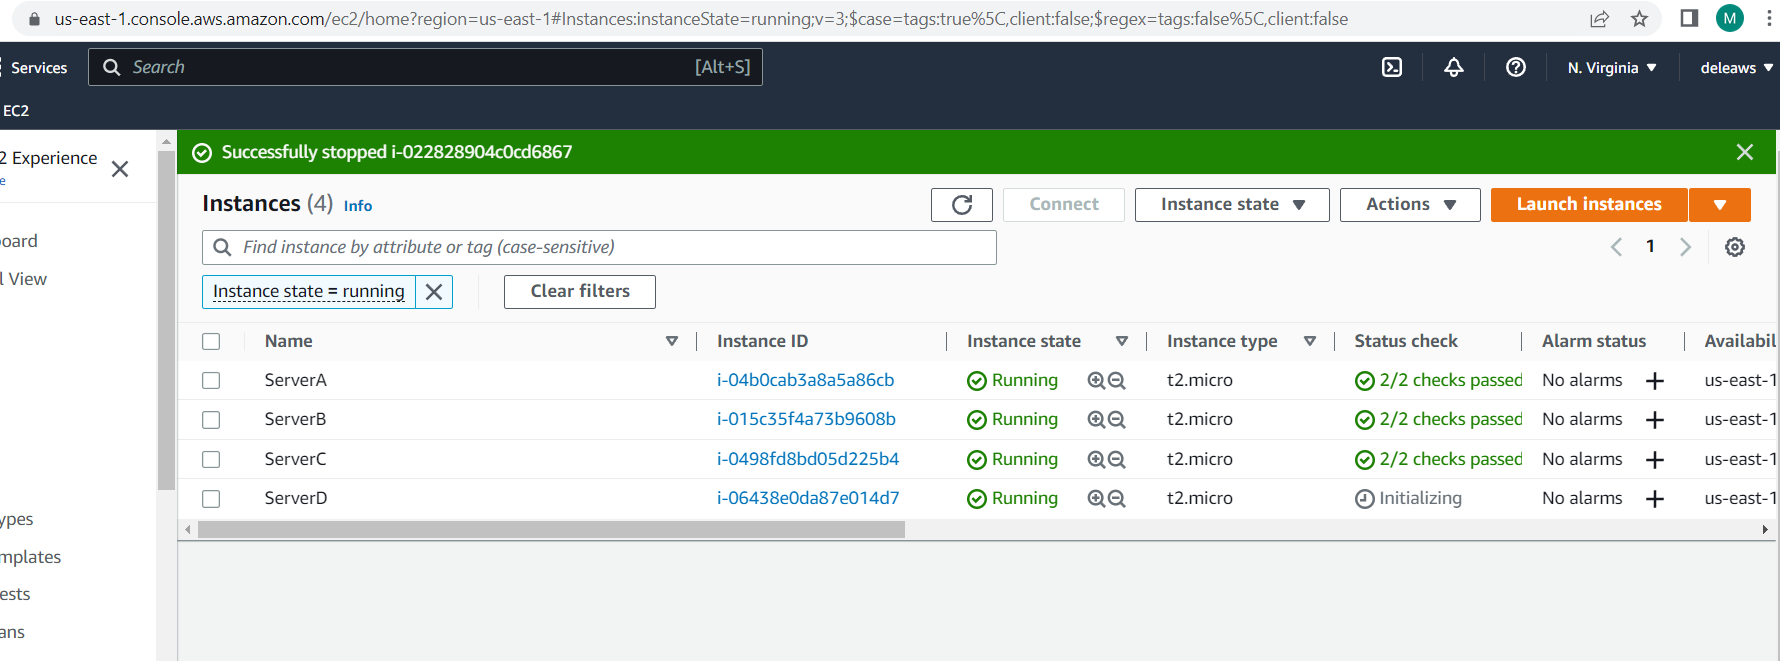 us-east-1.console.aws.amazon.com/ec2/home?region=us-east-1#Instances:instanceState=running;v=3;$case=tags:true%5C,client:false;$regex=tags:false%5C,client:false
M
Services Search [Alt+S] N. Virginia deleaws
EC2
2 Experience
e
oard
l View
ypes
mplates
ests
ans
Successfully stopped i-022828904c0cd6867
Instances (4) Info Connect Instance state Actions Launch instances
Find instance by attribute or tag (case-sensitive) 1
Instance state = running Clear filters
Name Instance ID Instance state Instance type Status check Alarm status Availabil
ServerA i-04b0cab3a8a5a86cb Running t2.micro 2/2 checks passed No alarms us-east-1
ServerB i-015c35f4a73b9608b Running t2.micro 2/2 checks passed No alarms us-east-1
ServerC i-0498fd8bd05d225b4 Running t2.micro 2/2 checks passed No alarms us-east-1
ServerD i-06438e0da87e014d7 Running t2.micro Initializing No alarms us-east-1